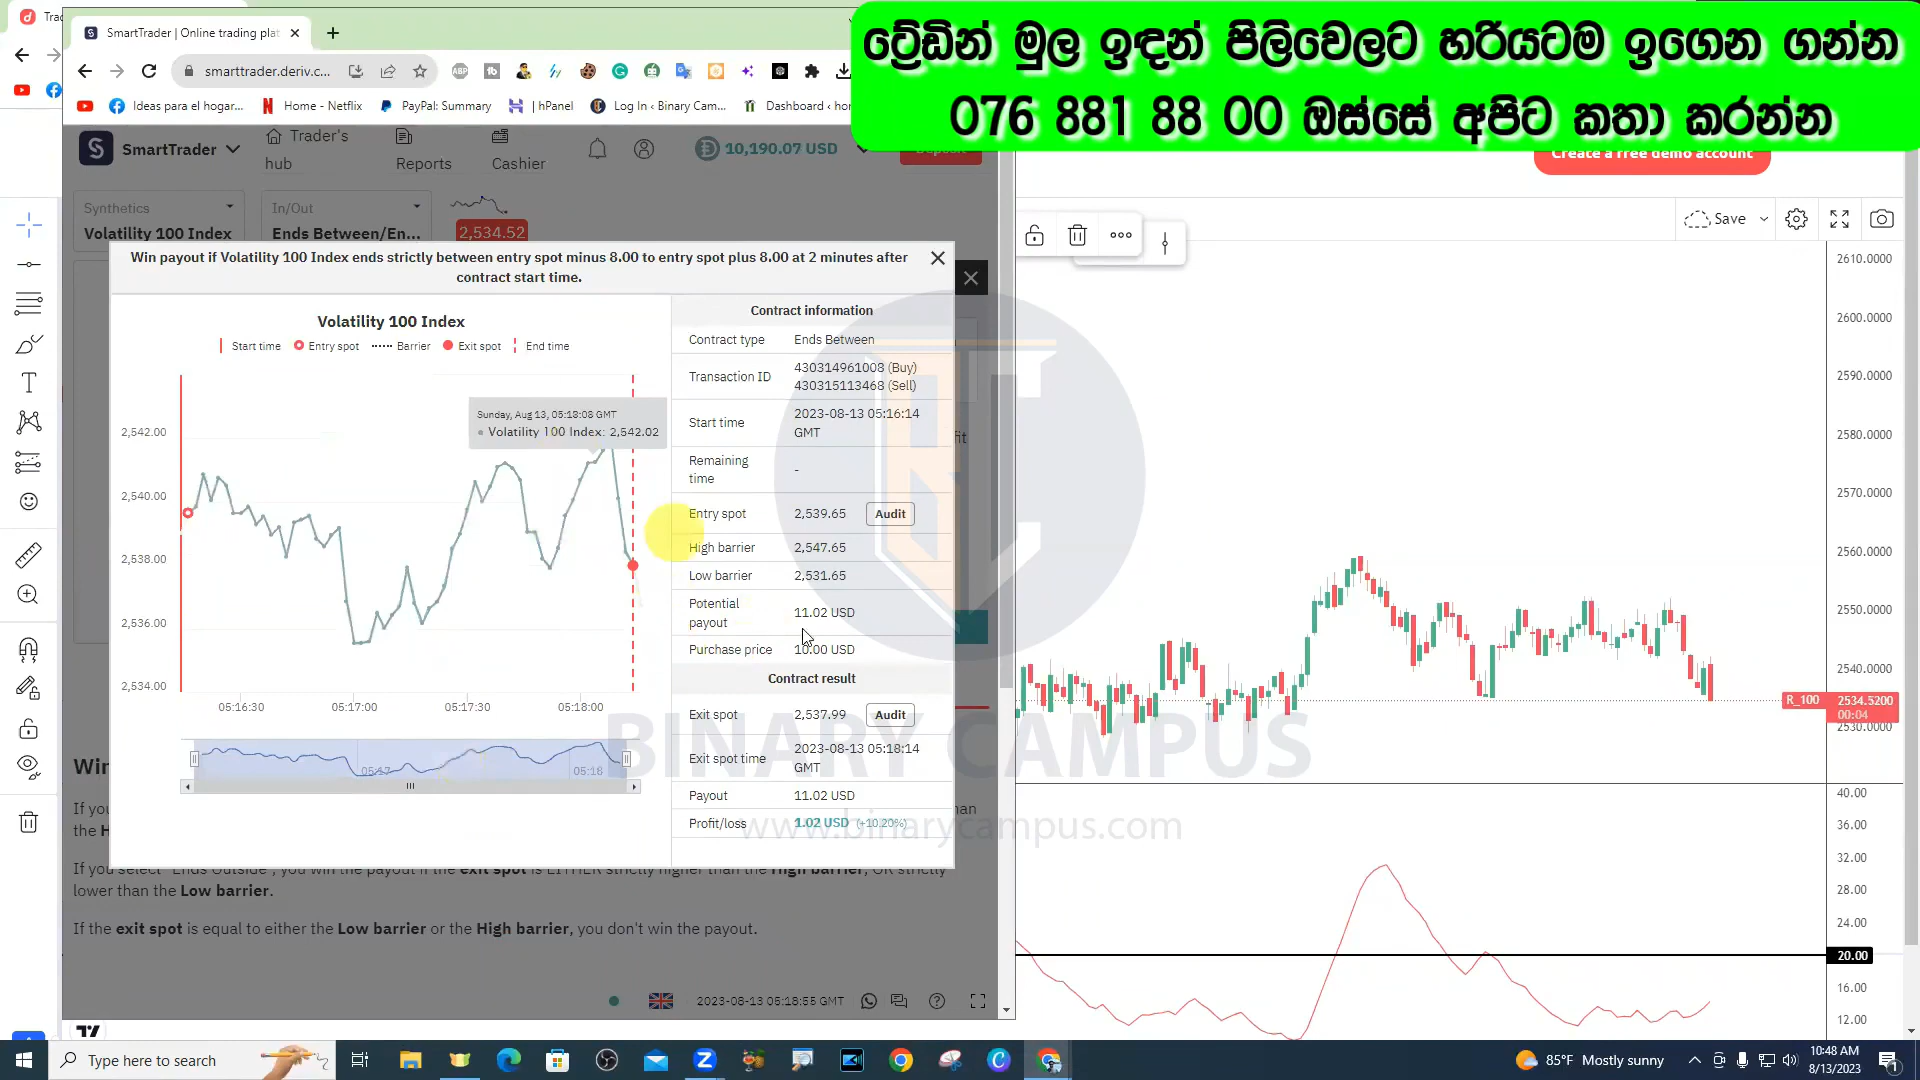 ට්‍රේඩින් මුල ඉඳන් පිලිවෙලට හරියටම ඉගෙන ගන්න
076 881 88 00 ඔස්සේ අපිට කතා කරන්න
SmartTrader | Online trading plat
smarttrader.deriv.c...
Ideas para el hogar...
Home - Netflix
PayPal: Summary
hPanel
Log In ‹ Binary Cam...
Dashboard ‹ ho
SmartTrader
Trader's hub
Reports
Cashier
10,190.07 USD
Create a free demo account
Synthetics
Volatility 100 Index
In/Out
Ends Between/En...
2,534.52
Save
Win payout if Volatility 100 Index ends strictly between entry spot minus 8.00 to entry spot plus 8.00 at 2 minutes after
contract start time.
Volatility 100 Index
Start time
Entry spot
Barrier
Exit spot
End time
Sunday, Aug 13, 05:18:08 GMT
Volatility 100 Index: 2,542.02
2,542.00
2,540.00
2,538.00
2,536.00
2,534.00
05:16:30
05:17:00
05:17:30
05:18:00
05:17
05:18
Contract information
Contract type Ends Between
Transaction ID 430314961008 (Buy)
430315113468 (Sell)
Start time 2023-08-13 05:16:14
GMT
Remaining
time -
Entry spot 2,539.65 Audit
High barrier 2,547.65
Low barrier 2,531.65
Potential
payout 11.02 USD
Purchase price 10.00 USD
Contract result
Exit spot 2,537.99 Audit
Exit spot time 2023-08-13 05:18:14
GMT
Payout 11.02 USD
Profit/loss 1.02 USD (+10.20%)
BINARY CAMPUS
www.binarycampus.com
lower than the Low barrier.
If the exit spot is equal to either the Low barrier or the High barrier, you don't win the payout.
2023-08-13 05:18:55 GMT
2610.0000
2600.0000
2590.0000
2580.0000
2570.0000
2560.0000
2550.0000
2540.0000
R_100 2534.5200
00:04
2530.0000
40.00
36.00
32.00
28.00
24.00
20.00
16.00
12.00
Type here to search
85°F Mostly sunny
10:48 AM
8/13/2023